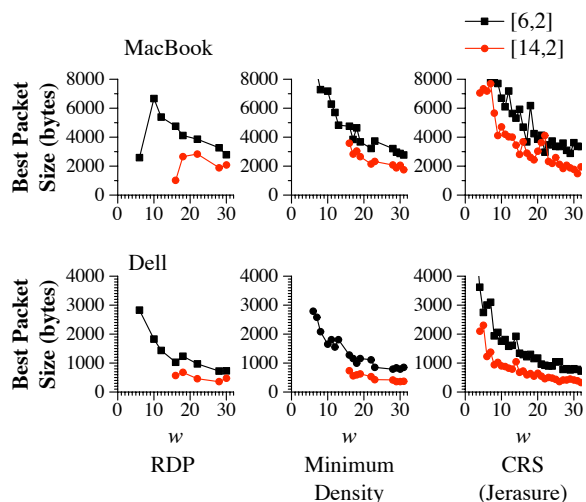 [6,2]
[14,2]
MacBook
Best Packet
Size (bytes)
8000
6000
4000
2000
0
0 10 20 30
8000
6000
4000
2000
0
0 10 20 30
8000
6000
4000
2000
0
0 10 20 30
Dell
Best Packet
Size (bytes)
4000
3000
2000
1000
0
0 10 20 30
w
RDP
4000
3000
2000
1000
0
0 10 20 30
w
Minimum
Density
4000
3000
2000
1000
0
0 10 20 30
w
CRS
(Jerasure)